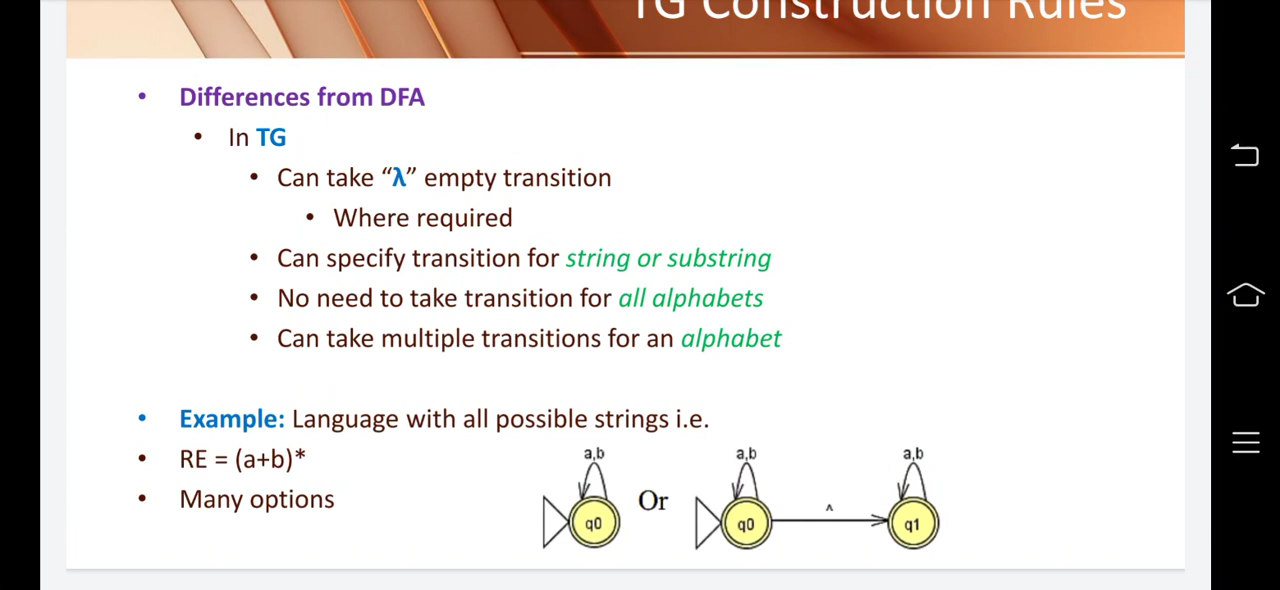 TG Construction Rules
• Differences from DFA
• In TG
• Can take “λ” empty transition
• Where required
• Can specify transition for string or substring
• No need to take transition for all alphabets
• Can take multiple transitions for an alphabet
• Example: Language with all possible strings i.e.
• RE = (a+b)*
• Many options
a,b a,b a,b
q0 Or q0 ʌ q1